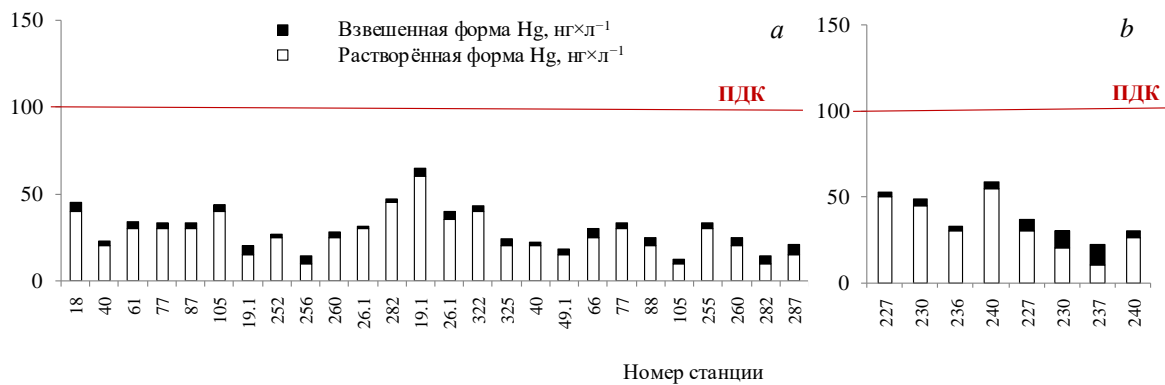 150
100
50
0
Взвешенная форма Hg, нг×л⁻¹
Растворённая форма Hg, нг×л⁻¹
a
ПДК
18 40 61 77 87 105 19.1 252 256 260 26.1 282 19.1 26.1 322 325 40 49.1 66 77 88 105 255 260 282 287
150
100
50
0
b
ПДК
227 230 236 240 227 230 237 240
Номер станции